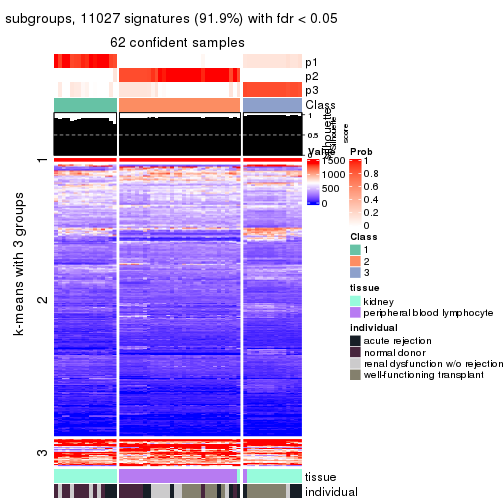 subgroups, 11027 signatures (91.9%) with fdr < 0.05
62 confident samples
p1
p2
p3
Class
1
0.5
Silhouette
score
k-means with 3 groups
1
2
3
Value
1500
1000
500
0
Prob
1
0.8
0.6
0.4
0.2
0
Class
1
2
3
tissue
kidney
peripheral blood lymphocyte
individual
acute rejection
normal donor
renal dysfunction w/o rejection
well-functioning transplant
tissue
individual